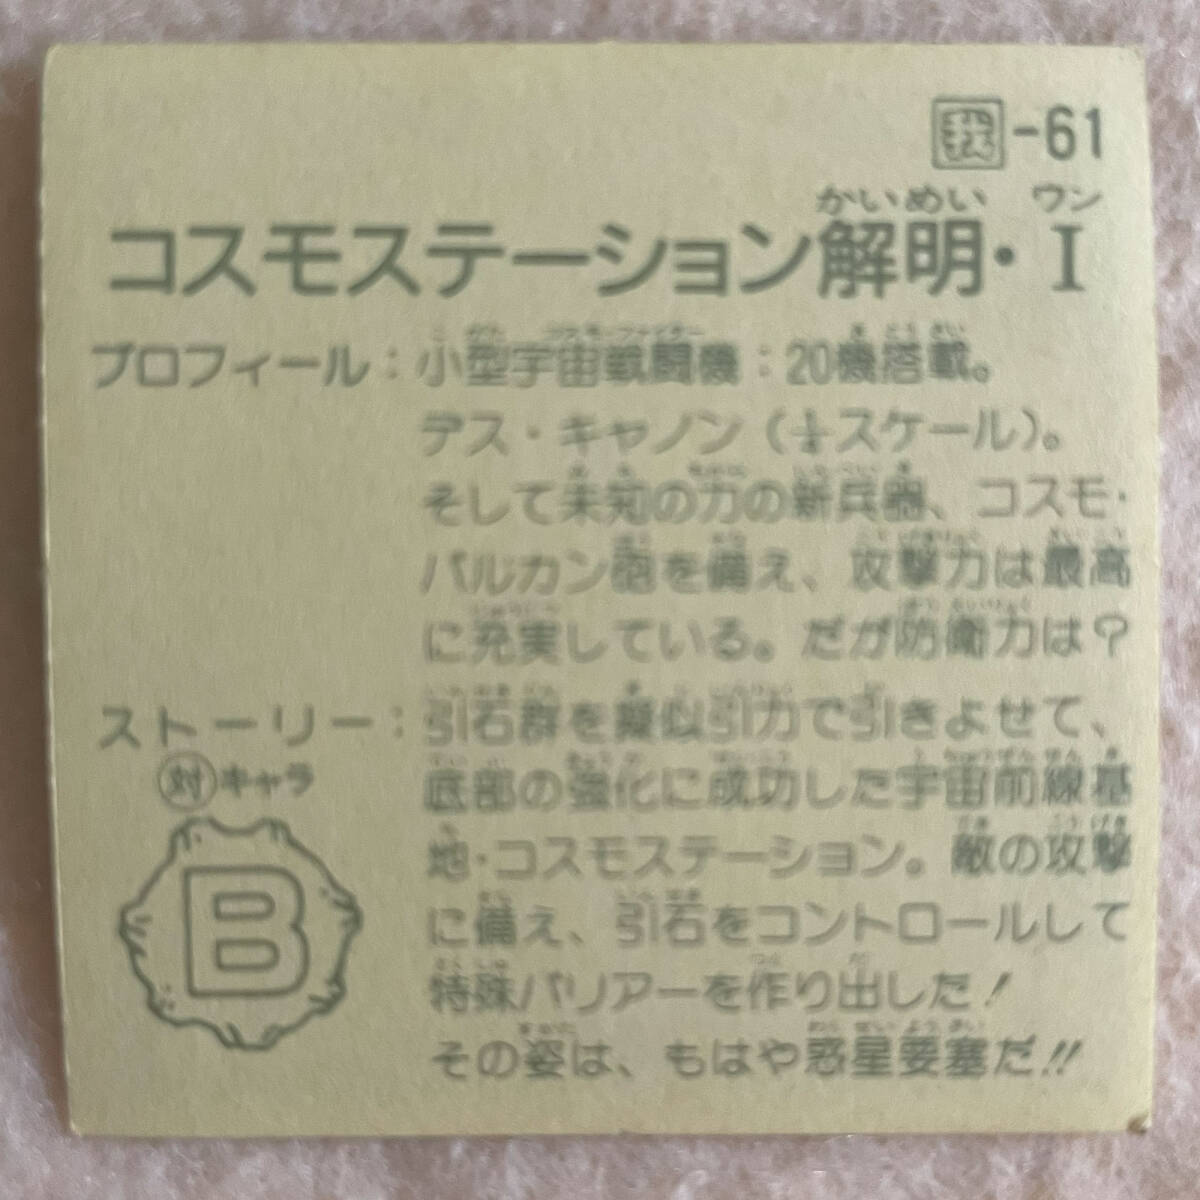 -61
コスモステーション解明・I
かいめい ウン
プロフィール：小型宇宙戦闘機：20機搭載。
デス・キャノン（スケール）。
そして未知の力の新兵器、コスモ・
バルカン砲を備え、攻撃力は最高
に充実している。だが防衛力は？
ストーリー：引石群を疑似引力で引きよせて、
対キャラ
底部の強化に成功した宇宙前線基
地・コスモステーション。敵の攻撃
に備え、引石をコントロールして
特殊バリアーを作り出した！
その姿は、もはや惑星要塞だ!!
B